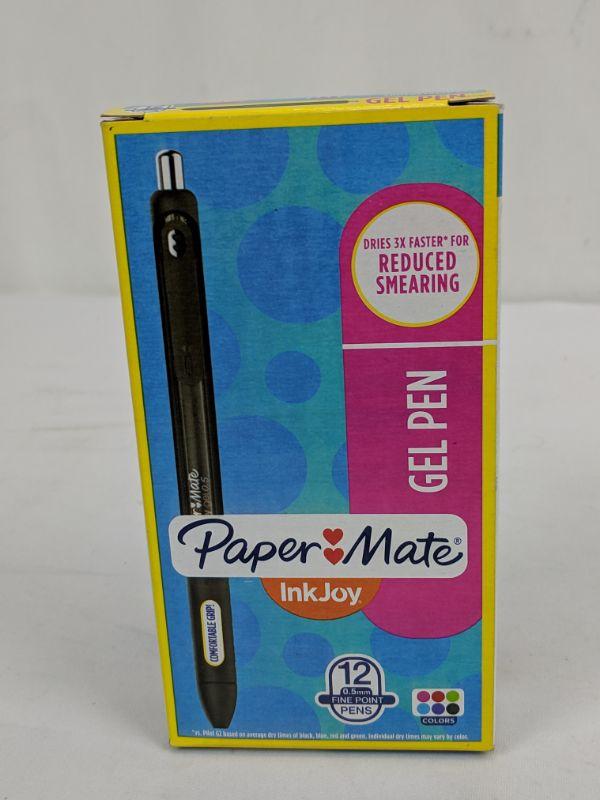 GEL PEN
DRIES 3X FASTER* FOR
REDUCED
SMEARING
GEL PEN
Paper Mate®
InkJoy
COMFORTABLE GRIP!
12
0.5mm
FINE POINT
PENS
COLORS
*vs. Pilot G2 based on average dry times of black, blue, red and green. Individual dry times may vary by color.